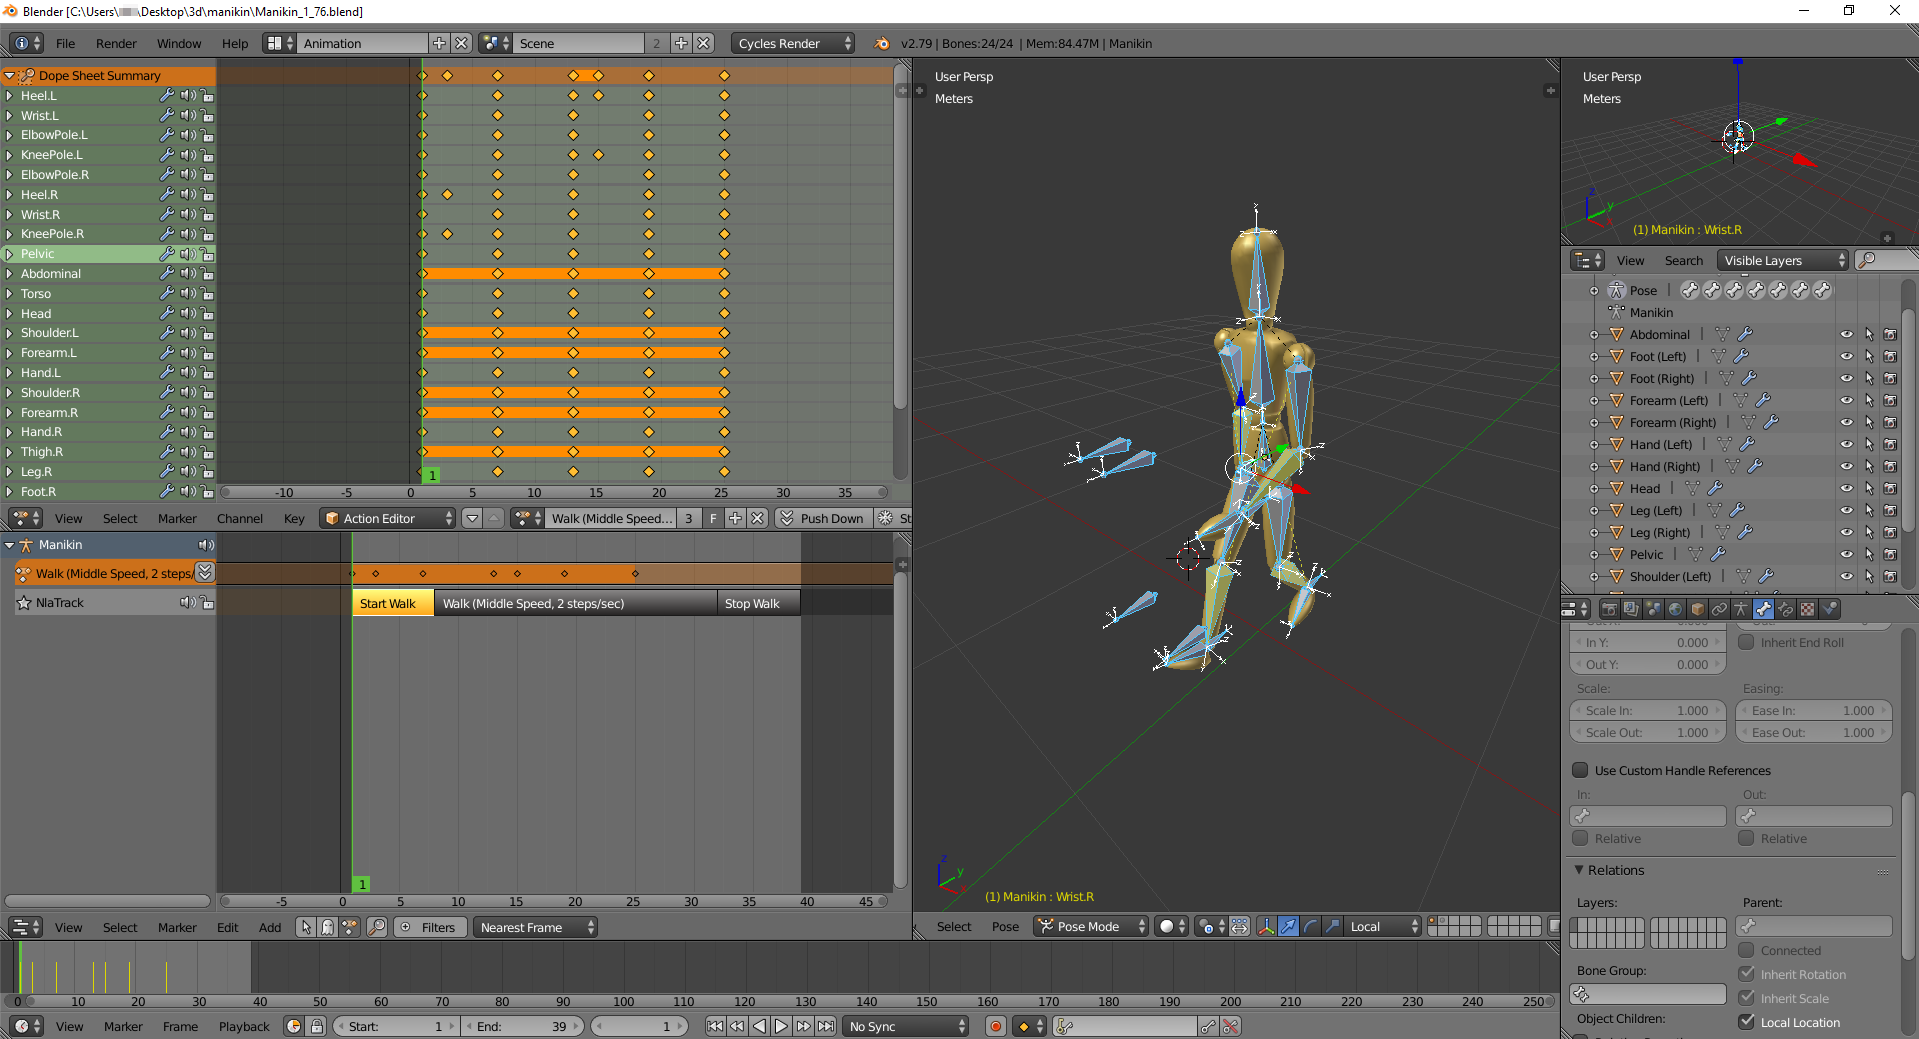 Blender [C:\Users\ \Desktop\3d\manikin\Manikin_1_76.blend]
File Render Window Help Animation Scene 2 Cycles Render v2.79 | Bones:24/24 | Mem:84.47M | Manikin
Dope Sheet Summary
Heel.L
Wrist.L
ElbowPole.L
KneePole.L
ElbowPole.R
Heel.R
Wrist.R
KneePole.R
Pelvic
Abdominal
Torso
Head
Shoulder.L
Forearm.L
Hand.L
Shoulder.R
Forearm.R
Hand.R
Thigh.R
Leg.R
Foot.R
1
-10 -5 0 5 10 15 20 25 30 35
View Select Marker Channel Key Action Editor Walk (Middle Speed... 3 F Push Down St
Manikin
Walk (Middle Speed, 2 steps/
NlaTrack
Start Walk Walk (Middle Speed, 2 steps/sec) Stop Walk
1
-5 0 5 10 15 20 25 30 35 40 45
View Select Marker Edit Add Filters Nearest Frame
User Persp
Meters
(1) Manikin : Wrist.R
Select Pose Pose Mode Local
User Persp
Meters
(1) Manikin : Wrist.R
View Search Visible Layers
Pose
Manikin
Abdominal
Foot (Left)
Foot (Right)
Forearm (Left)
Forearm (Right)
Hand (Left)
Hand (Right)
Head
Leg (Left)
Leg (Right)
Pelvic
Shoulder (Left)
In Y: 0.000
Inherit End Roll
Out Y: 0.000
Scale: Easing:
Scale In: 1.000 Ease In: 1.000
Scale Out: 1.000 Ease Out: 1.000
Use Custom Handle References
In: Out:
Relative Relative
Relations
Layers: Parent:
Connected
Bone Group: Inherit Rotation
Inherit Scale
Object Children: Local Location
0 10 20 30 40 50 60 70 80 90 100 110 120 130 140 150 160 170 180 190 200 210 220 230 240 250
View Marker Frame Playback Start: 1 End: 39 1 No Sync